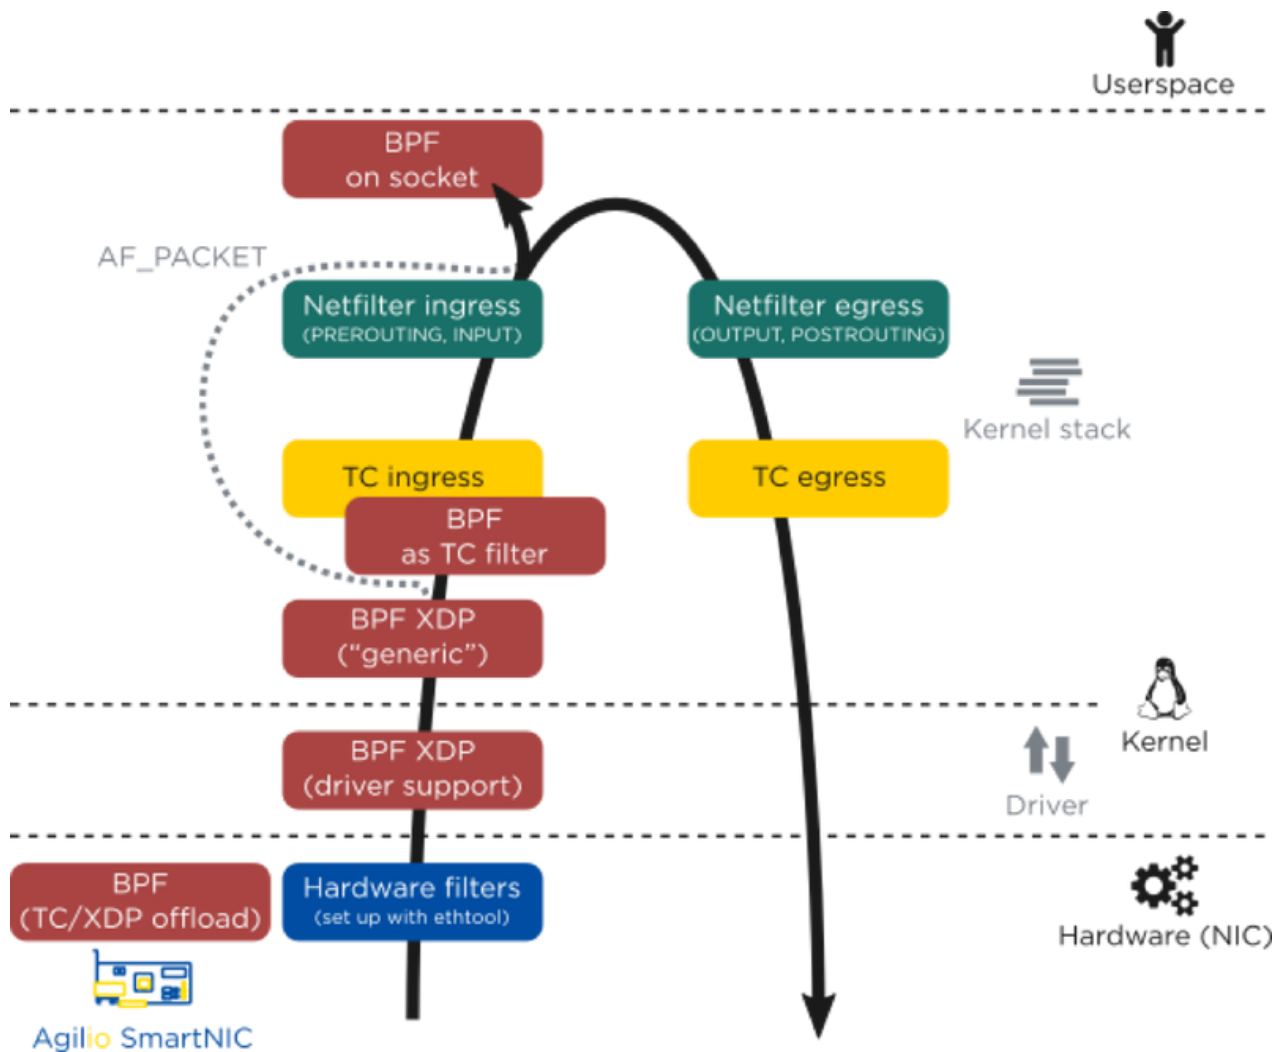 Userspace
BPF
on socket
AF_PACKET
Netfilter ingress
(PREROUTING, INPUT)
Netfilter egress
(OUTPUT, POSTROUTING)
Kernel stack
TC ingress
TC egress
BPF
as TC filter
BPF XDP
(“generic”)
Kernel
BPF XDP
(driver support)
Driver
BPF
(TC/XDP offload)
Hardware filters
(set up with ethtool)
Hardware (NIC)
Agilio SmartNIC